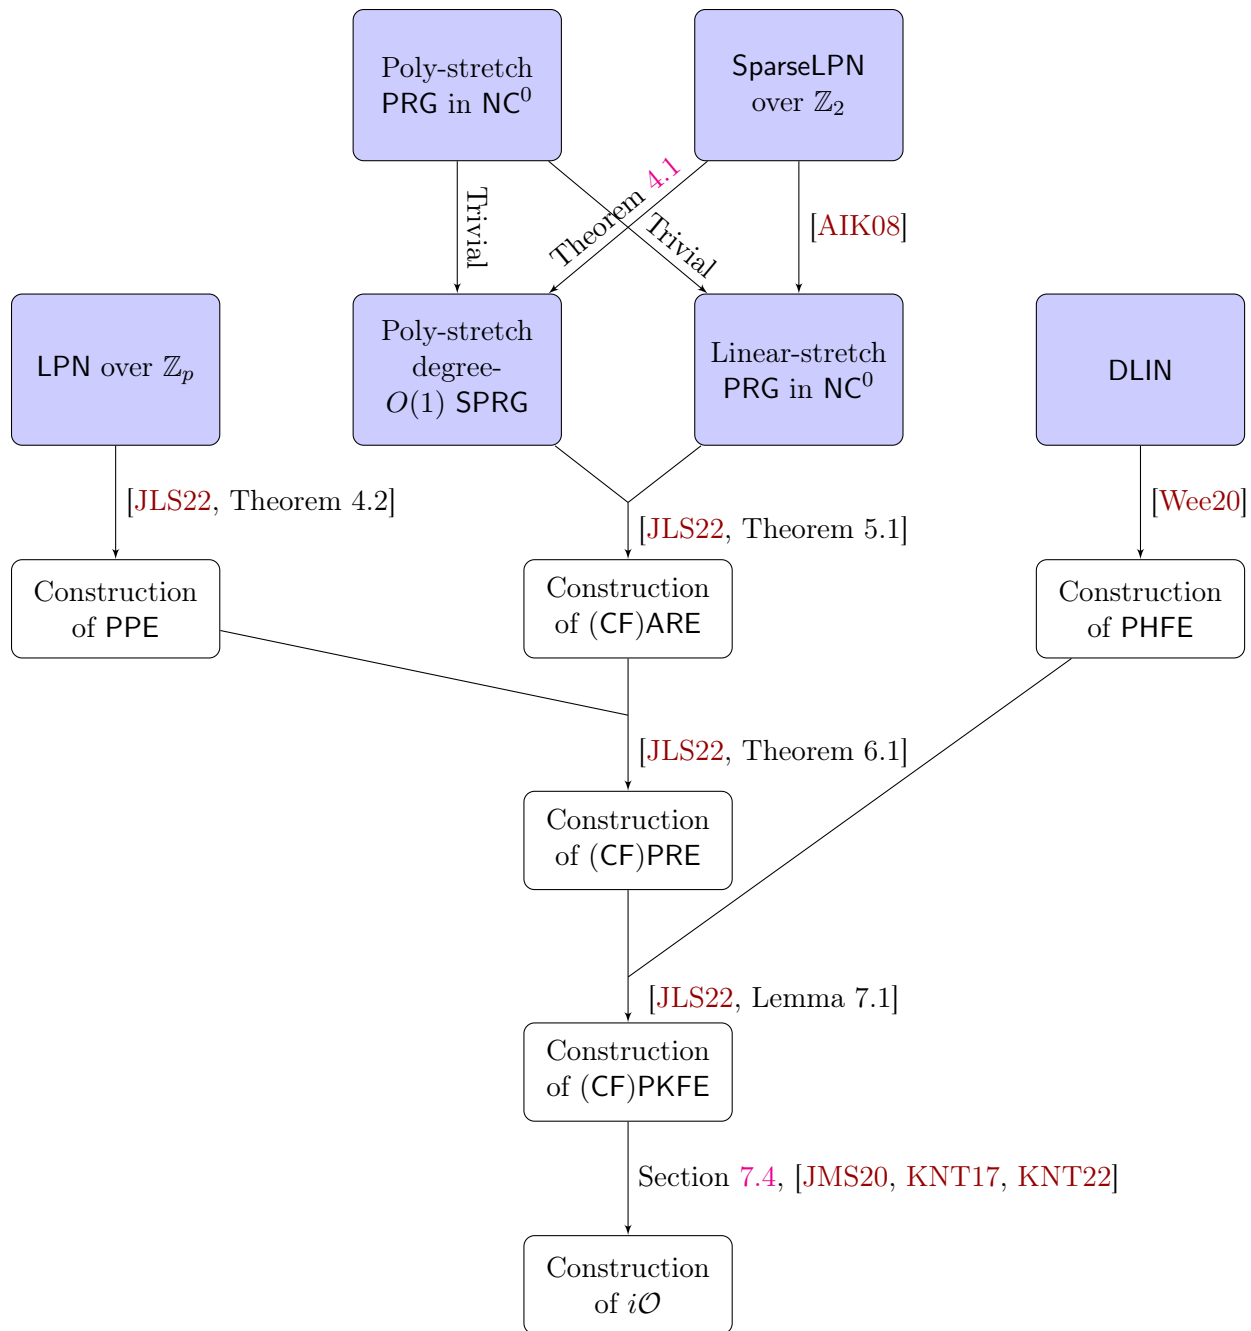 Poly-stretch
PRG in NC⁰
SparseLPN
over ℤ₂
Trivial
Theorem 4.1
Trivial
[AIK08]
LPN over ℤₚ
Poly-stretch
degree-
O(1) SPRG
Linear-stretch
PRG in NC⁰
DLIN
[JLS22, Theorem 4.2]
[JLS22, Theorem 5.1]
[Wee20]
Construction
of PPE
Construction
of (CF)ARE
Construction
of PHFE
[JLS22, Theorem 6.1]
Construction
of (CF)PRE
[JLS22, Lemma 7.1]
Construction
of (CF)PKFE
Section 7.4, [JMS20, KNT17, KNT22]
Construction
of i𝒪